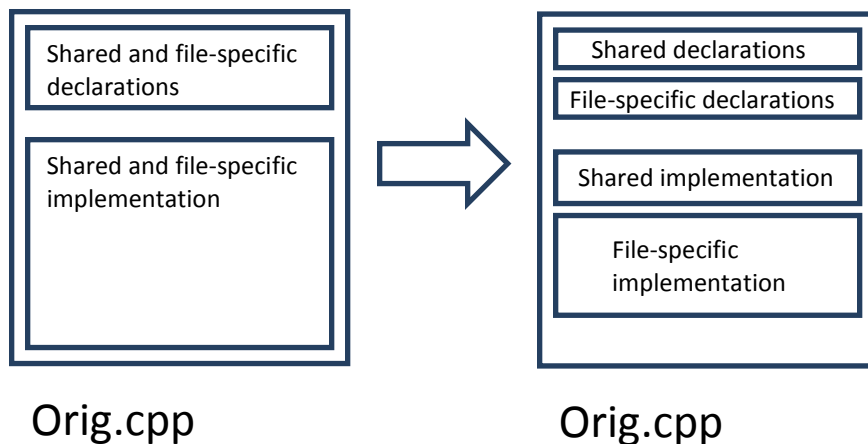 Shared and file-specific
declarations
Shared and file-specific
implementation
Orig.cpp
Shared declarations
File-specific declarations
Shared implementation
File-specific
implementation
Orig.cpp